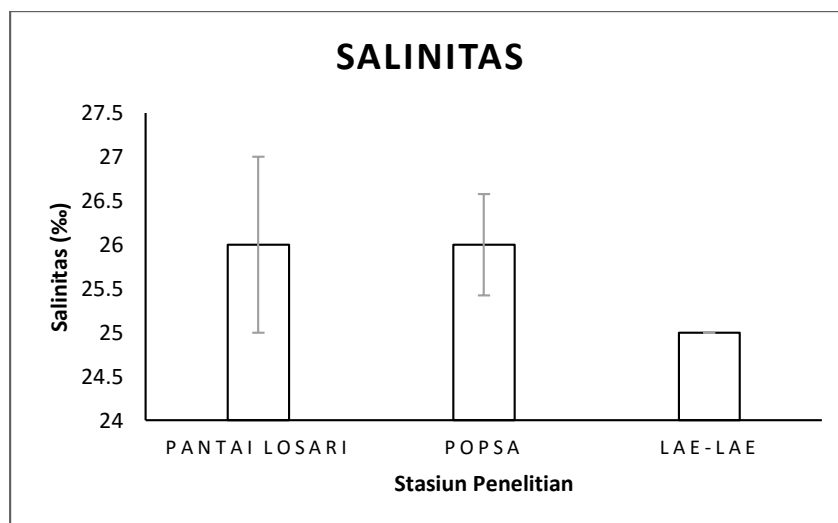 SALINITAS
Salinitas (‰)
27.5
27
26.5
26
25.5
25
24.5
24
PANTAI LOSARI POPSA LAE-LAE
Stasiun Penelitian